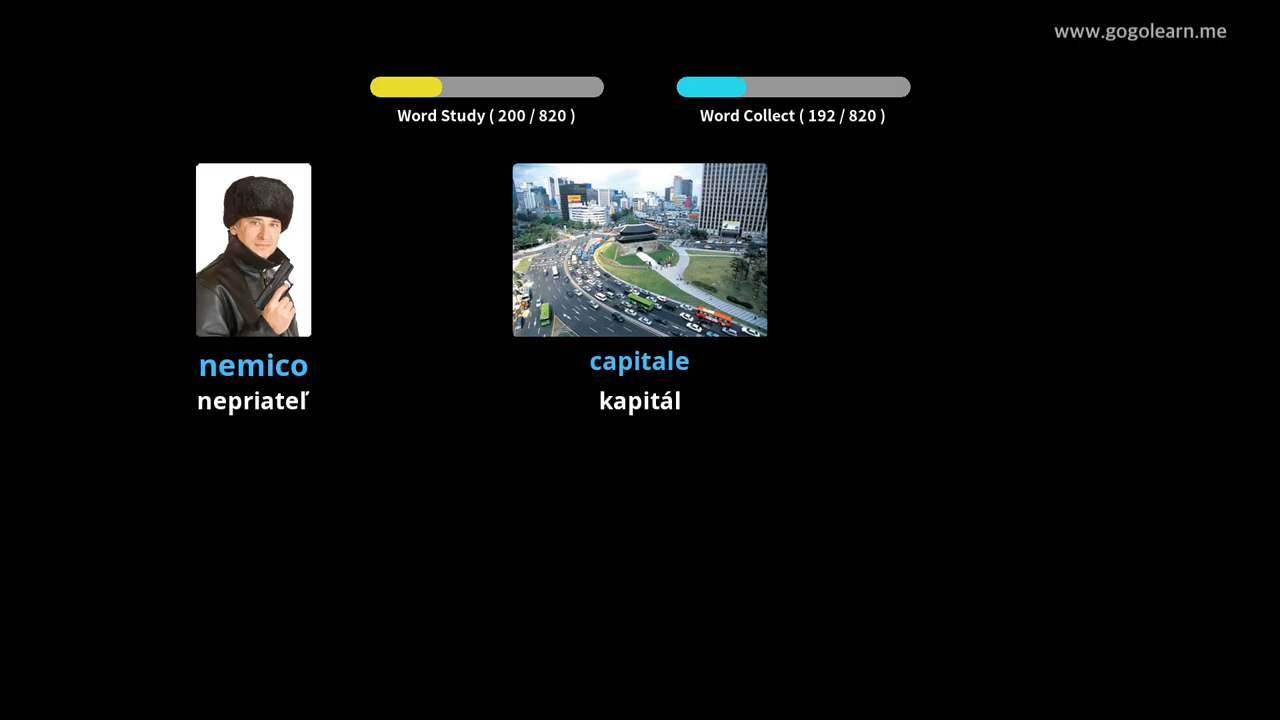 www.gogolearn.me
Word Study ( 200 / 820 )
Word Collect ( 192 / 820 )
nemico
nepriateľ
capitale
kapitál